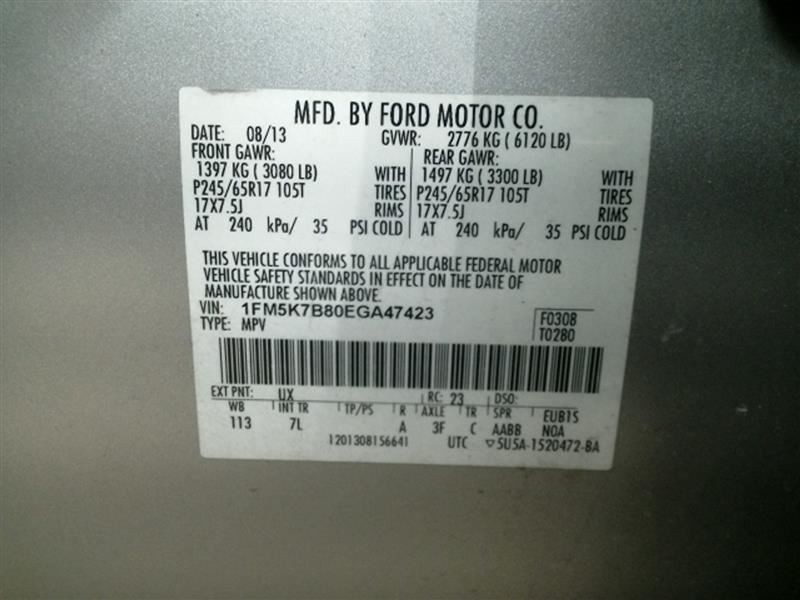 MFD. BY FORD MOTOR CO.
DATE: 08/13 GVWR: 2776 KG ( 6120 LB)
FRONT GAWR: REAR GAWR:
1397 KG ( 3080 LB) WITH 1497 KG ( 3300 LB) WITH
P245/65R17 105T TIRES P245/65R17 105T TIRES
17X7.5J RIMS 17X7.5J RIMS
AT 240 kPa/ 35 PSI COLD AT 240 kPa/ 35 PSI COLD
THIS VEHICLE CONFORMS TO ALL APPLICABLE FEDERAL MOTOR
VEHICLE SAFETY STANDARDS IN EFFECT ON THE DATE OF
MANUFACTURE SHOWN ABOVE.
VIN: 1FM5K7B80EGA47423 F0308
TYPE: MPV T0280
EXT PNT: UX RC: 23 DSO:
WB INT TR TP/PS R AXLE TR SPR EUB15
113 7L A 3F C AABB NOA
1201308156641 UTC ▽5U5A-1520472-BA